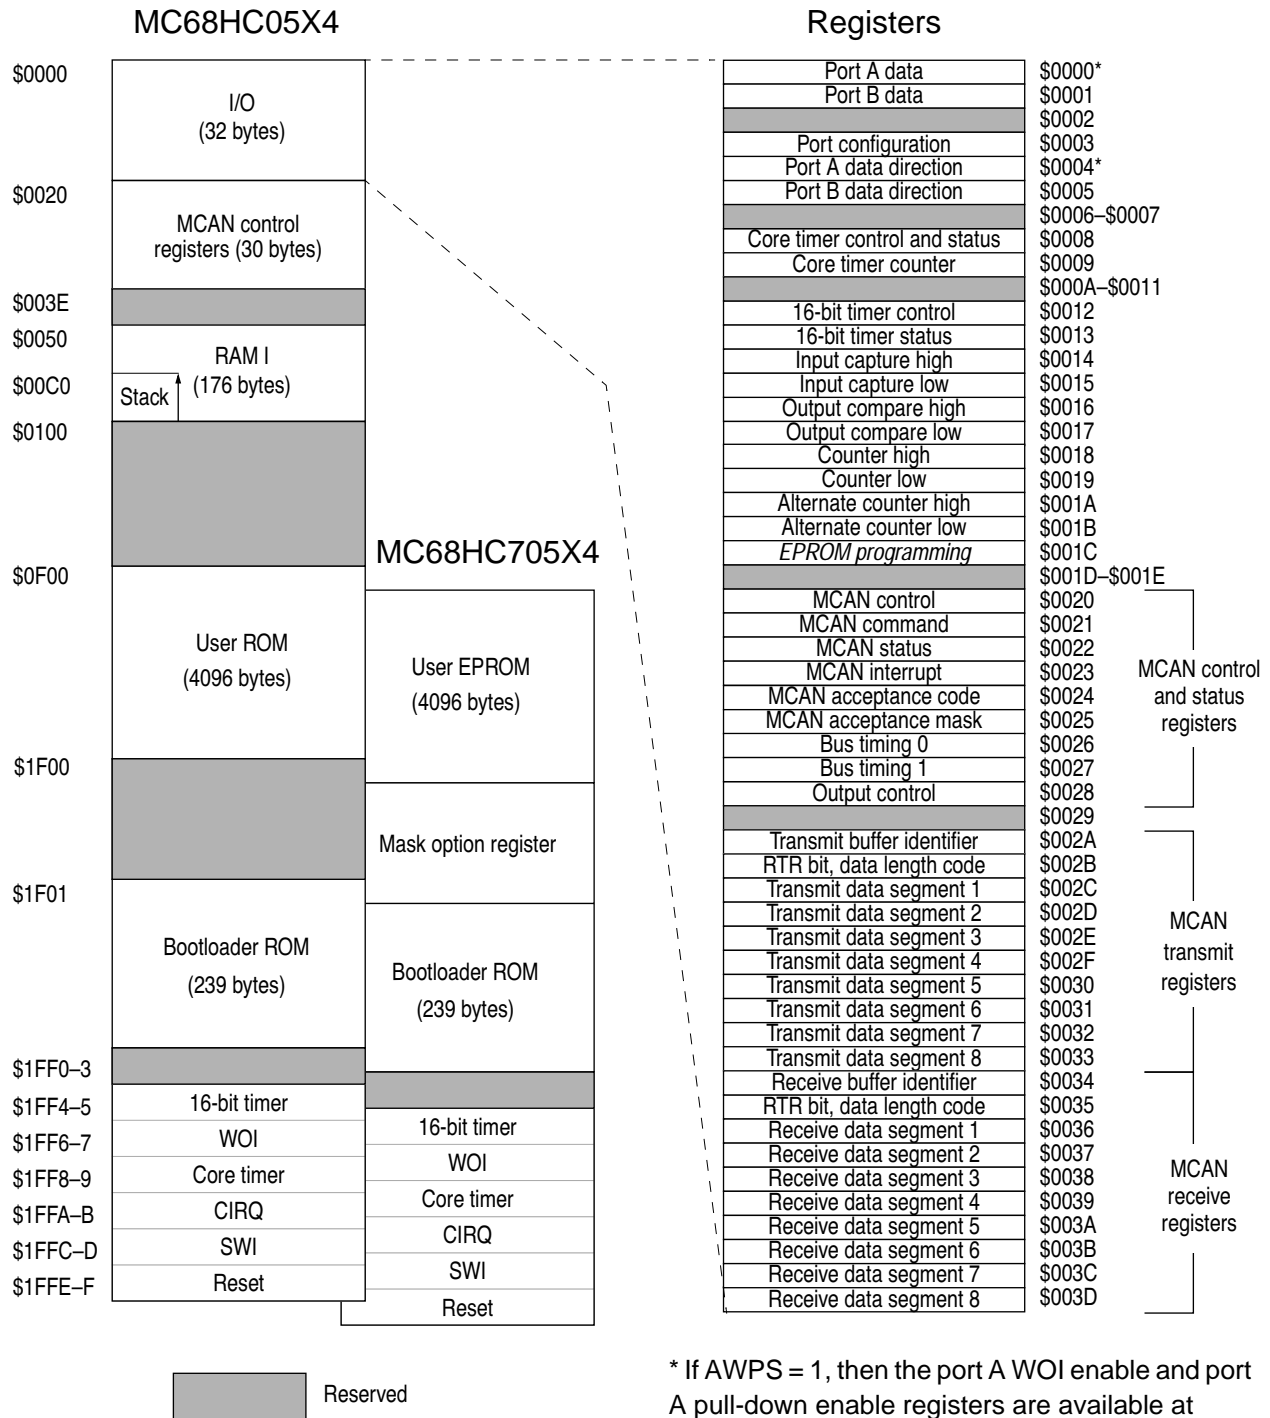 MC68HC05X4
$0000
I/O
(32 bytes)
$0020
MCAN control
registers (30 bytes)
$003E
$0050
RAM I
(176 bytes)
$00C0
Stack
$0100
$0F00
User ROM
(4096 bytes)
$1F00
$1F01
Bootloader ROM
(239 bytes)
$1FF0–3
$1FF4–5
16-bit timer
$1FF6–7
WOI
$1FF8–9
Core timer
$1FFA–B
CIRQ
$1FFC–D
SWI
$1FFE–F
Reset
MC68HC705X4
User EPROM
(4096 bytes)
Mask option register
Bootloader ROM
(239 bytes)
16-bit timer
WOI
Core timer
CIRQ
SWI
Reset
Reserved
Registers
Port A data $0000*
Port B data $0001
$0002
Port configuration $0003
Port A data direction $0004*
Port B data direction $0005
$0006–$0007
Core timer control and status $0008
Core timer counter $0009
$000A–$0011
16-bit timer control $0012
16-bit timer status $0013
Input capture high $0014
Input capture low $0015
Output compare high $0016
Output compare low $0017
Counter high $0018
Counter low $0019
Alternate counter high $001A
Alternate counter low $001B
EPROM programming $001C
$001D–$001E
MCAN control $0020
MCAN command $0021
MCAN status $0022
MCAN interrupt $0023
MCAN acceptance code $0024
MCAN acceptance mask $0025
Bus timing 0 $0026
Bus timing 1 $0027
Output control $0028
$0029
Transmit buffer identifier $002A
RTR bit, data length code $002B
Transmit data segment 1 $002C
Transmit data segment 2 $002D
Transmit data segment 3 $002E
Transmit data segment 4 $002F
Transmit data segment 5 $0030
Transmit data segment 6 $0031
Transmit data segment 7 $0032
Transmit data segment 8 $0033
Receive buffer identifier $0034
RTR bit, data length code $0035
Receive data segment 1 $0036
Receive data segment 2 $0037
Receive data segment 3 $0038
Receive data segment 4 $0039
Receive data segment 5 $003A
Receive data segment 6 $003B
Receive data segment 7 $003C
Receive data segment 8 $003D
MCAN control
and status
registers
MCAN
transmit
registers
MCAN
receive
registers
* If AWPS = 1, then the port A WOI enable and port
A pull-down enable registers are available at